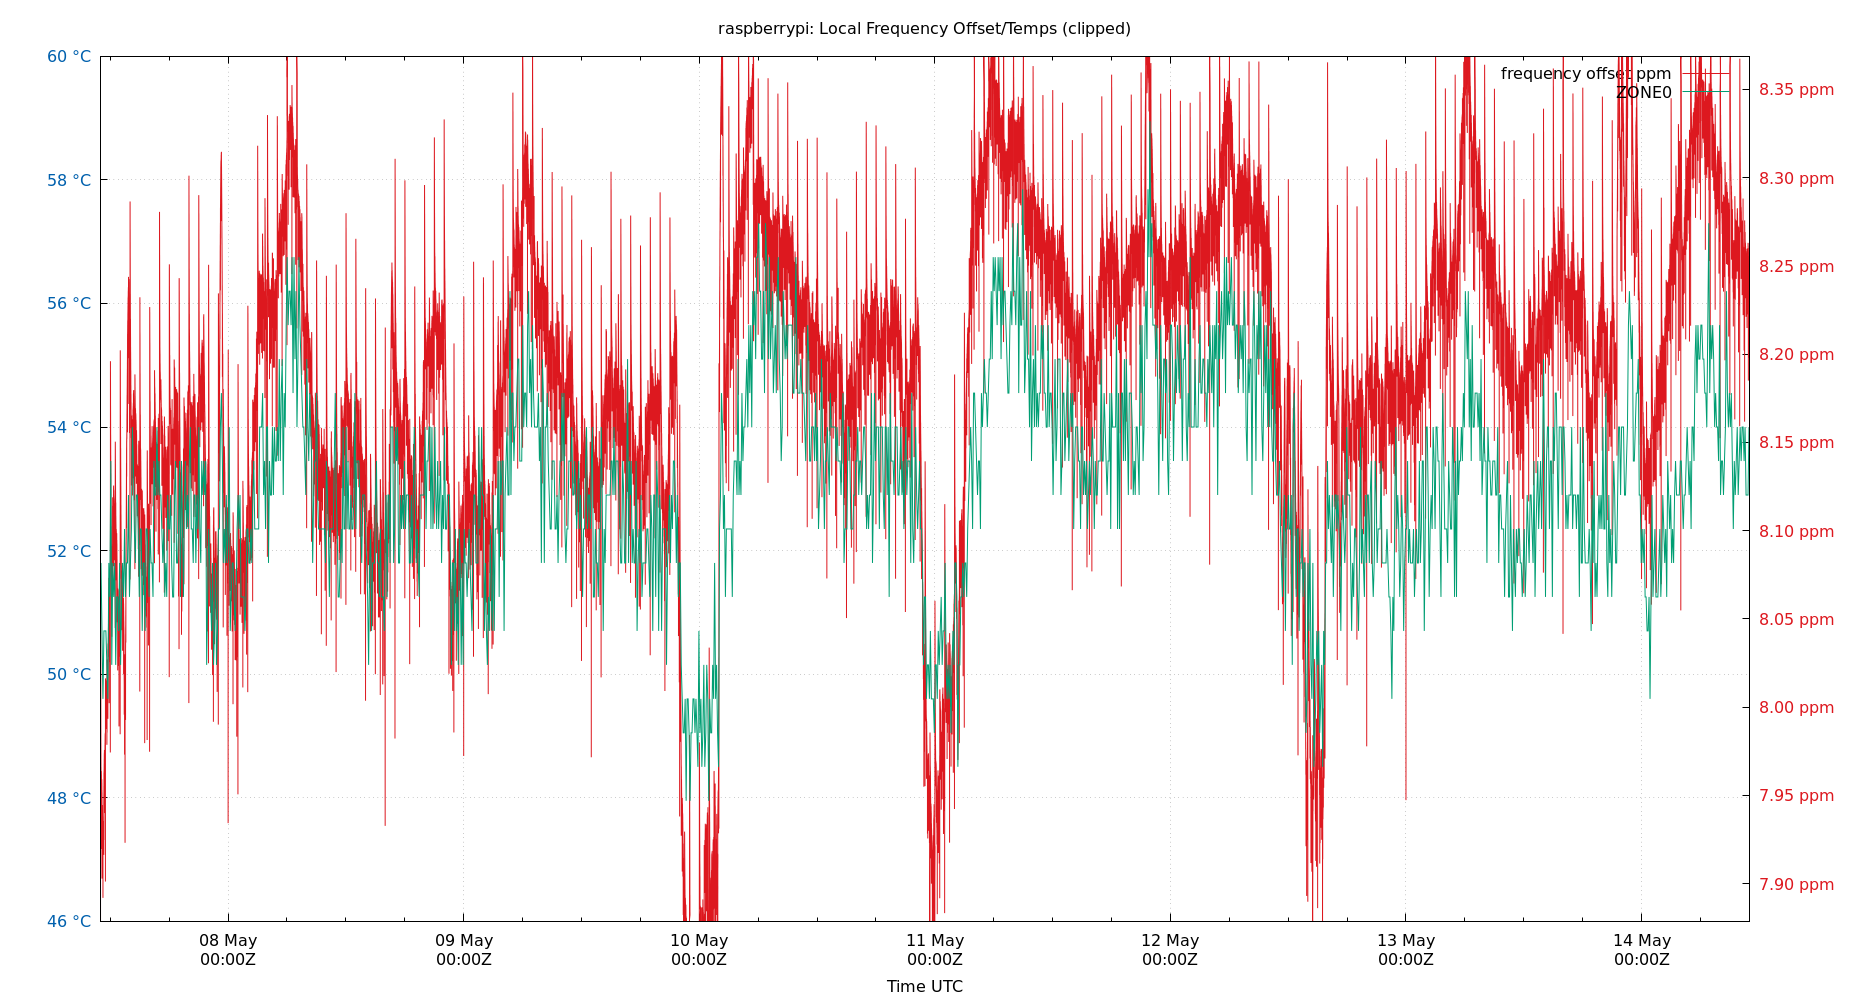 raspberrypi: Local Frequency Offset/Temps (clipped)
60 °C
58 °C
56 °C
54 °C
52 °C
50 °C
48 °C
46 °C
frequency offset ppm
ZONE0
8.35 ppm
8.30 ppm
8.25 ppm
8.20 ppm
8.15 ppm
8.10 ppm
8.05 ppm
8.00 ppm
7.95 ppm
7.90 ppm
08 May 09 May 10 May 11 May 12 May 13 May 14 May
00:00Z 00:00Z 00:00Z 00:00Z 00:00Z 00:00Z 00:00Z
Time UTC